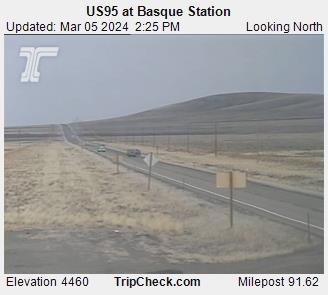 US95 at Basque Station
Updated: Mar 05 2024 2:25 PM Looking North
Elevation 4460 TripCheck.com Milepost 91.62